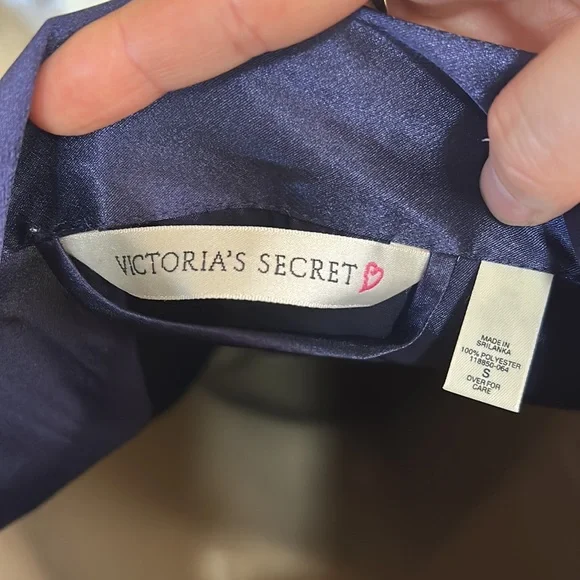 VICTORIA'S SECRET
MADE IN
SRILANKA
100% POLYESTER
118850-064
S
OVER FOR
CARE